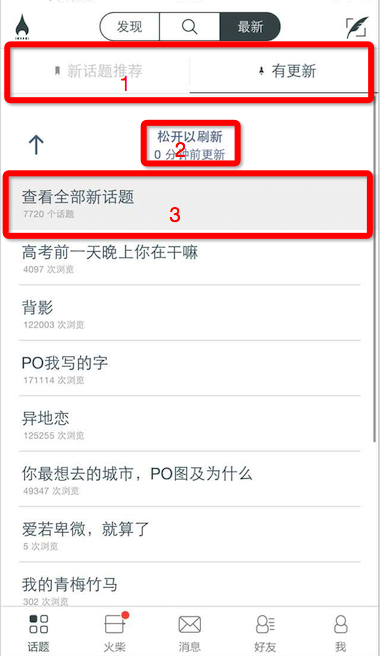 发现
最新
新话题推荐
有更新
1
松开以刷新
0 分钟前更新
2
查看全部新话题
7720 个话题
3
高考前一天晚上你在干嘛
4097 次浏览
背影
122003 次浏览
PO我写的字
171114 次浏览
异地恋
125255 次浏览
你最想去的城市，PO图及为什么
49347 次浏览
爱若卑微，就算了
5 次浏览
我的青梅竹马
302 次浏览
话题
火柴
消息
好友
我